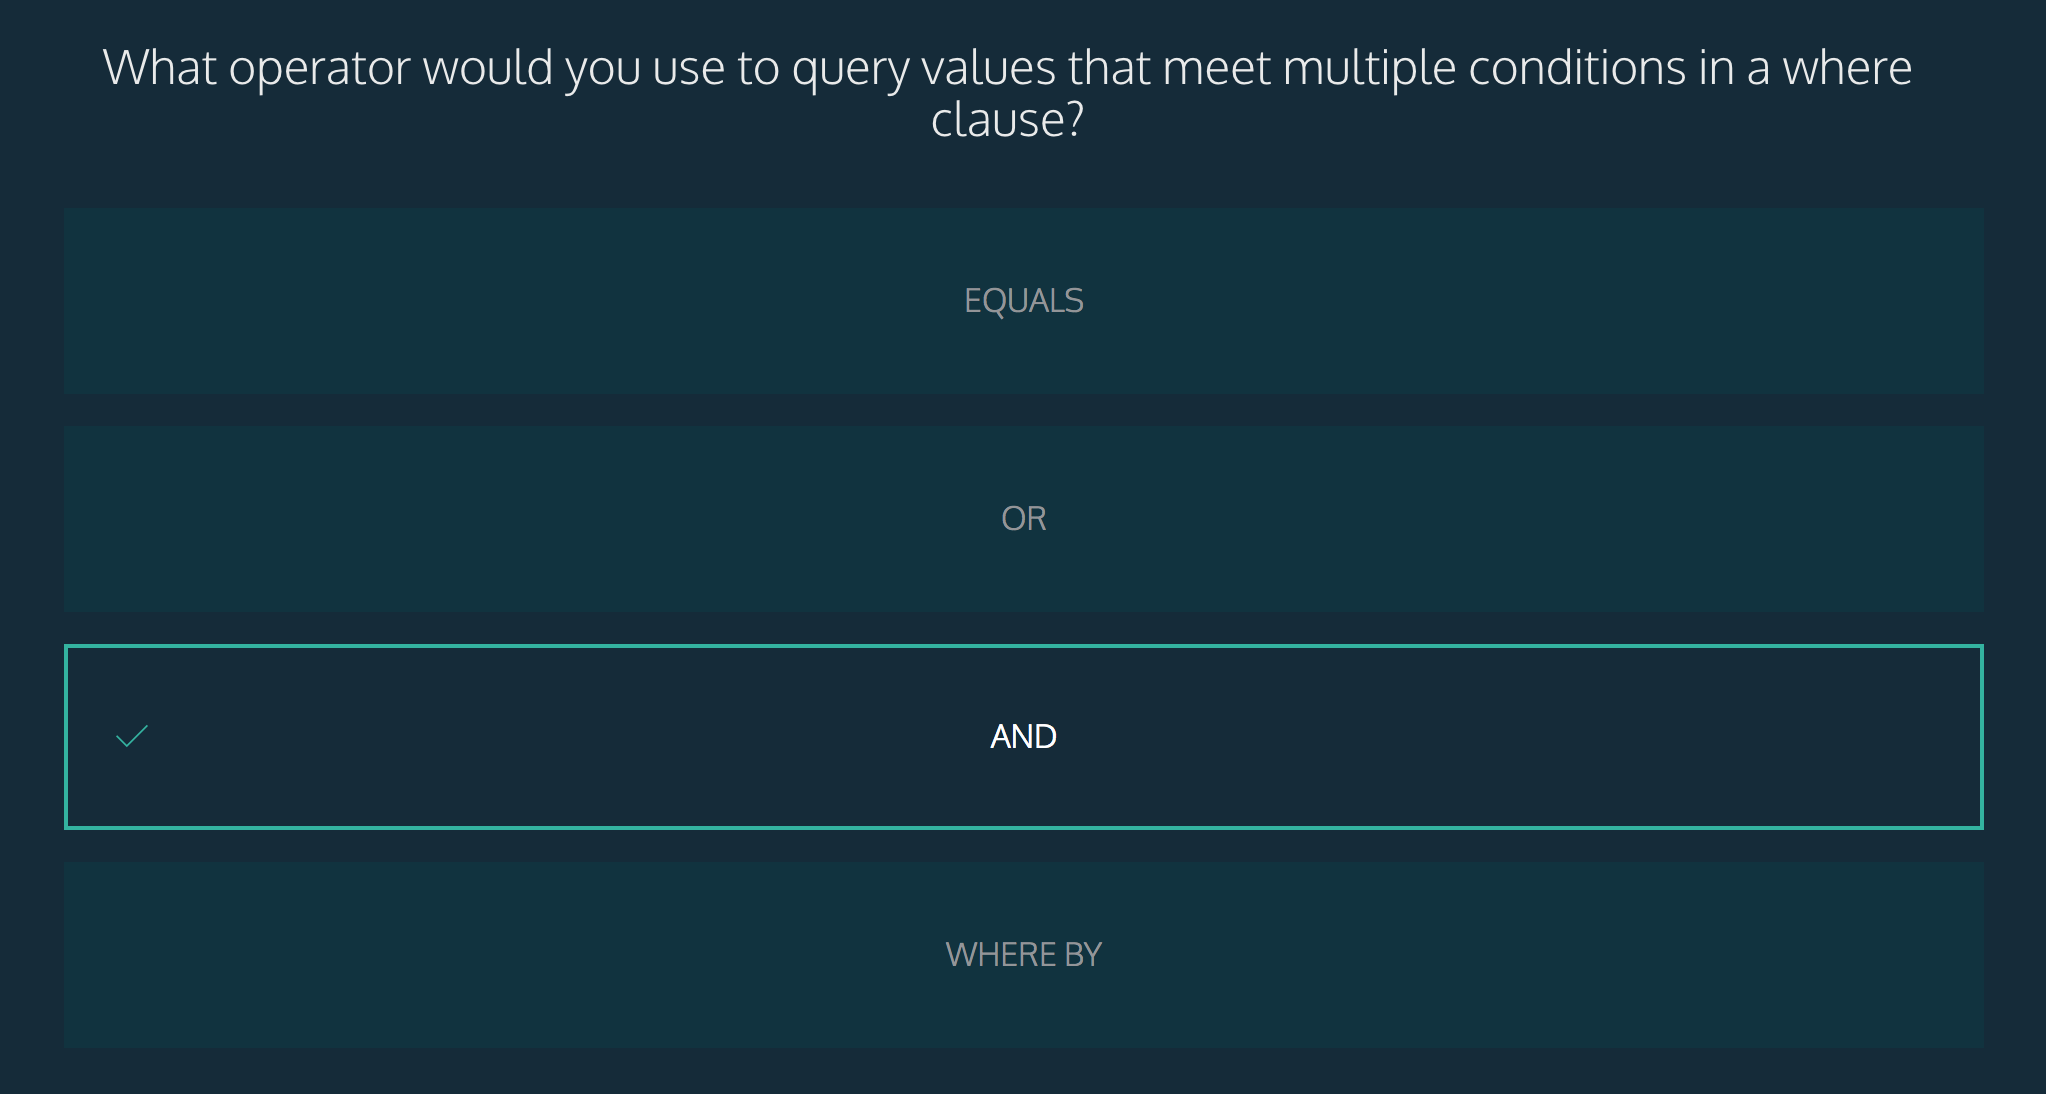 What operator would you use to query values that meet multiple conditions in a where
clause?
EQUALS
OR
AND
WHERE BY